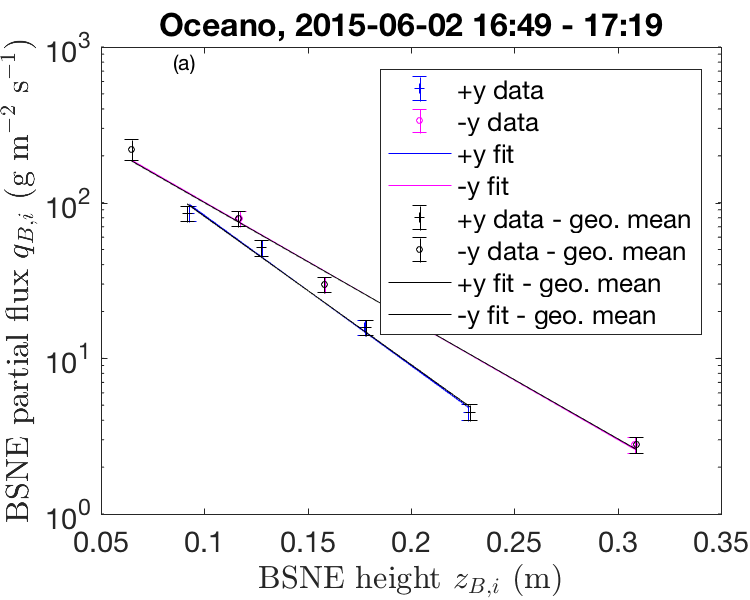 Oceano, 2015-06-02 16:49 - 17:19
(a)
+y data
-y data
+y fit
-y fit
+y data - geo. mean
-y data - geo. mean
+y fit - geo. mean
-y fit - geo. mean
BSNE partial flux q_{B,i} (g m^{-2} s^{-1})
10^3
10^2
10^1
10^0
0.05 0.1 0.15 0.2 0.25 0.3 0.35
BSNE height z_{B,i} (m)